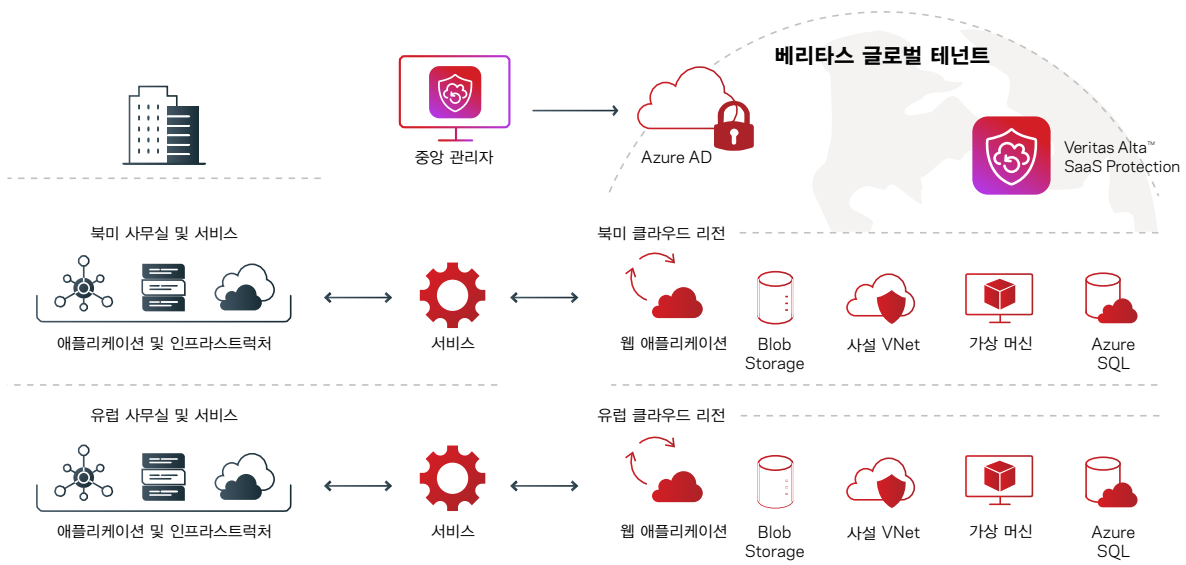 베리타스 글로벌 테넌트
중앙 관리자
Azure AD
Veritas Alta™
SaaS Protection
북미 사무실 및 서비스
북미 클라우드 리전
애플리케이션 및 인프라스트럭처
서비스
웹 애플리케이션
Blob
Storage
사설 VNet
가상 머신
Azure
SQL
유럽 사무실 및 서비스
유럽 클라우드 리전
애플리케이션 및 인프라스트럭처
서비스
웹 애플리케이션
Blob
Storage
사설 VNet
가상 머신
Azure
SQL